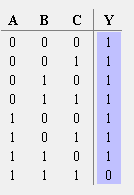 A B C Y
0 0 0 1
0 0 1 1
0 1 0 1
0 1 1 1
1 0 0 1
1 0 1 1
1 1 0 1
1 1 1 0